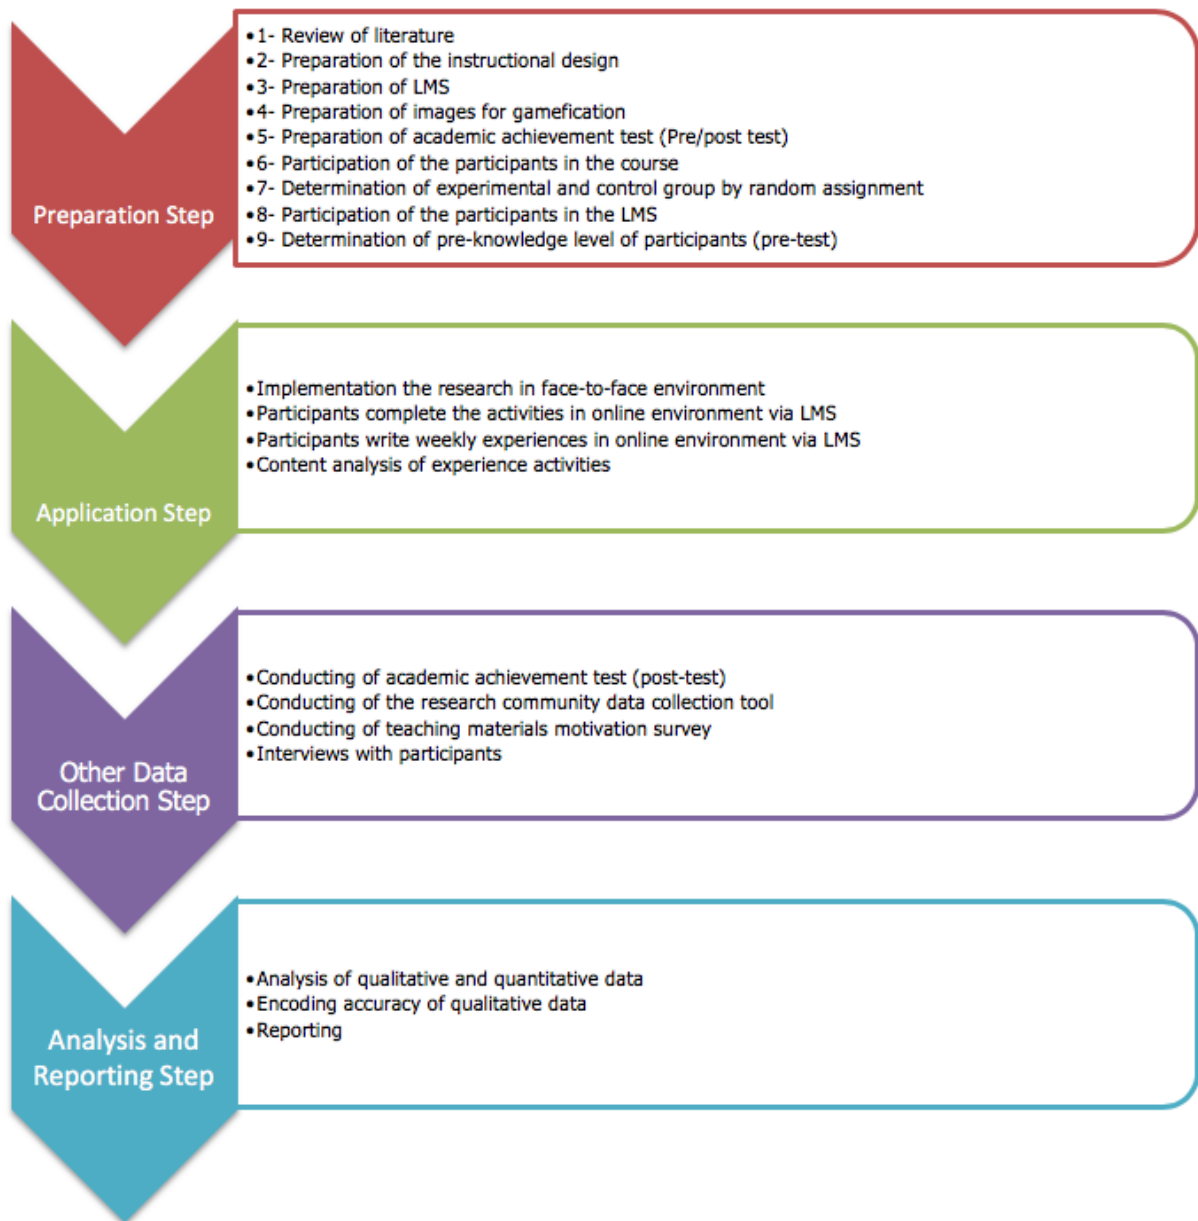 Preparation Step
•1- Review of literature
•2- Preparation of the instructional design
•3- Preparation of LMS
•4- Preparation of images for gamefication
•5- Preparation of academic achievement test (Pre/post test)
•6- Participation of the participants in the course
•7- Determination of experimental and control group by random assignment
•8- Participation of the participants in the LMS
•9- Determination of pre-knowledge level of participants (pre-test)
Application Step
•Implementation the research in face-to-face environment
•Participants complete the activities in online environment via LMS
•Participants write weekly experiences in online environment via LMS
•Content analysis of experience activities
Other Data
Collection Step
•Conducting of academic achievement test (post-test)
•Conducting of the research community data collection tool
•Conducting of teaching materials motivation survey
•Interviews with participants
Analysis and
Reporting Step
•Analysis of qualitative and quantitative data
•Encoding accuracy of qualitative data
•Reporting